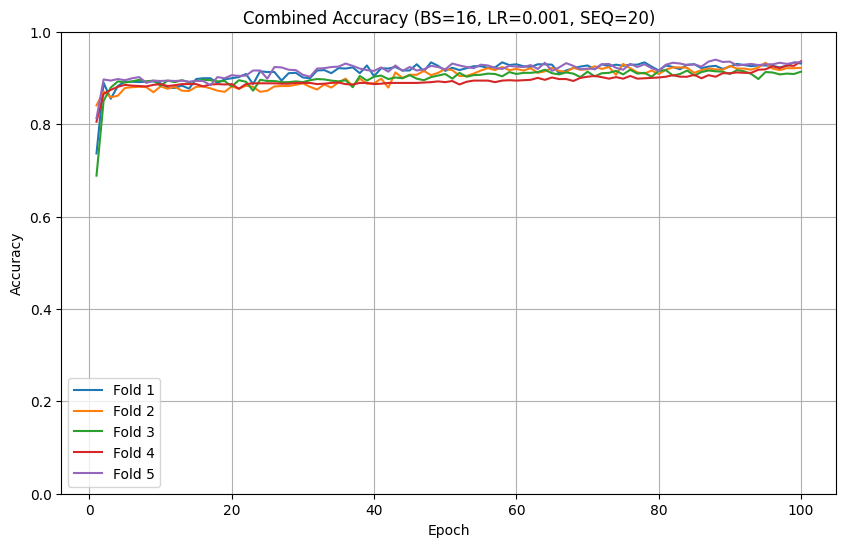 Combined Accuracy (BS=16, LR=0.001, SEQ=20)
Accuracy
1.0
0.8
0.6
0.4
0.2
0.0
Fold 1
Fold 2
Fold 3
Fold 4
Fold 5
0 20 40 60 80 100
Epoch